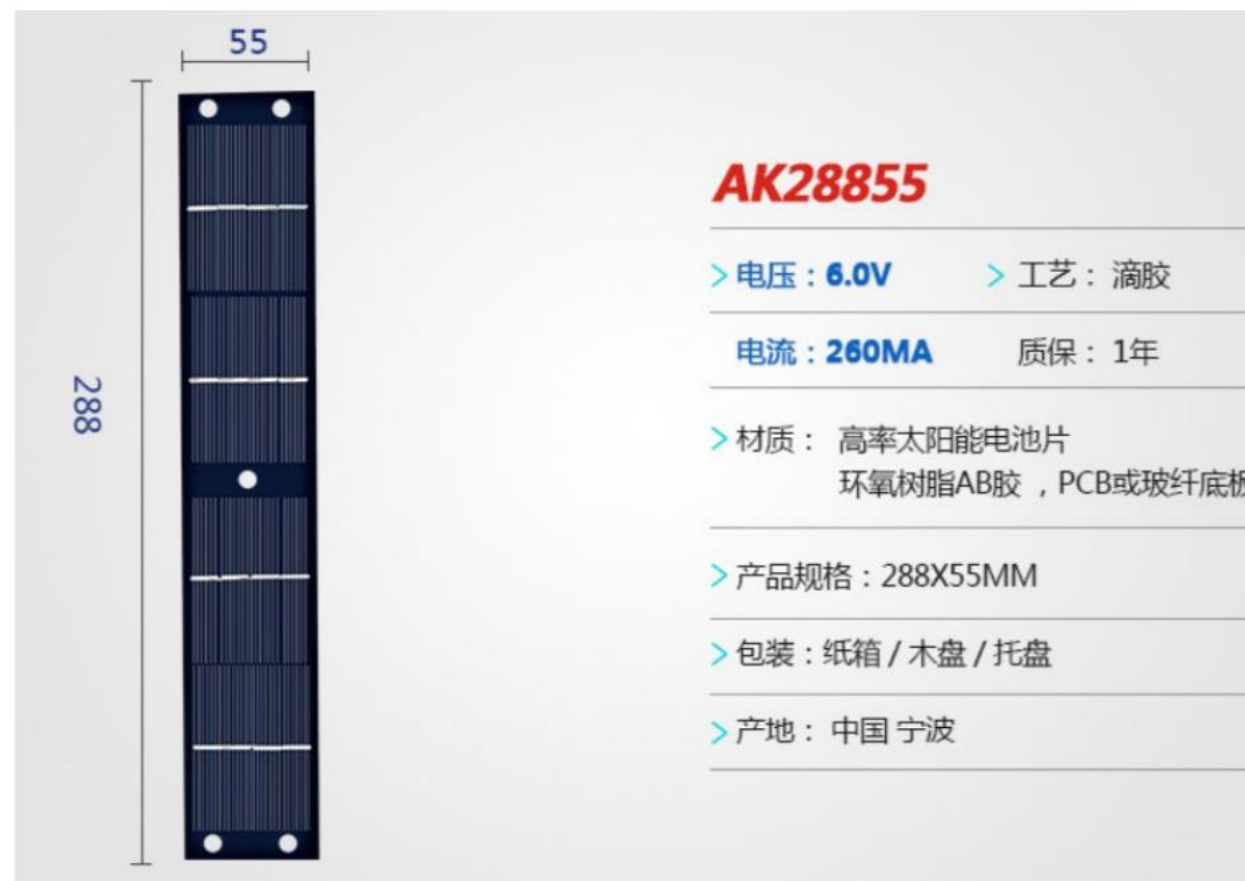 55
288
AK28855
> 电压：6.0V > 工艺： 滴胶
电流：260MA 质保： 1年
> 材质： 高率太阳能电池片
环氧树脂AB胶 ，PCB或玻纤底板
> 产品规格：288X55MM
> 包装：纸箱 / 木盘 / 托盘
> 产地： 中国 宁波